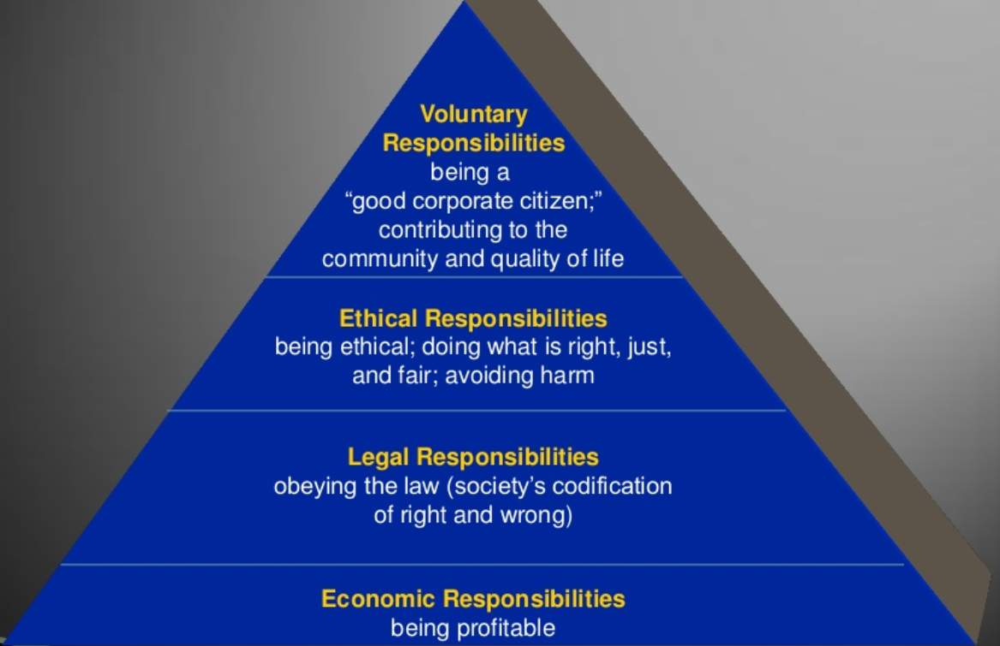 Voluntary
Responsibilities
being a
“good corporate citizen;”
contributing to the
community and quality of life
Ethical Responsibilities
being ethical; doing what is right, just,
and fair; avoiding harm
Legal Responsibilities
obeying the law (society’s codification
of right and wrong)
Economic Responsibilities
being profitable